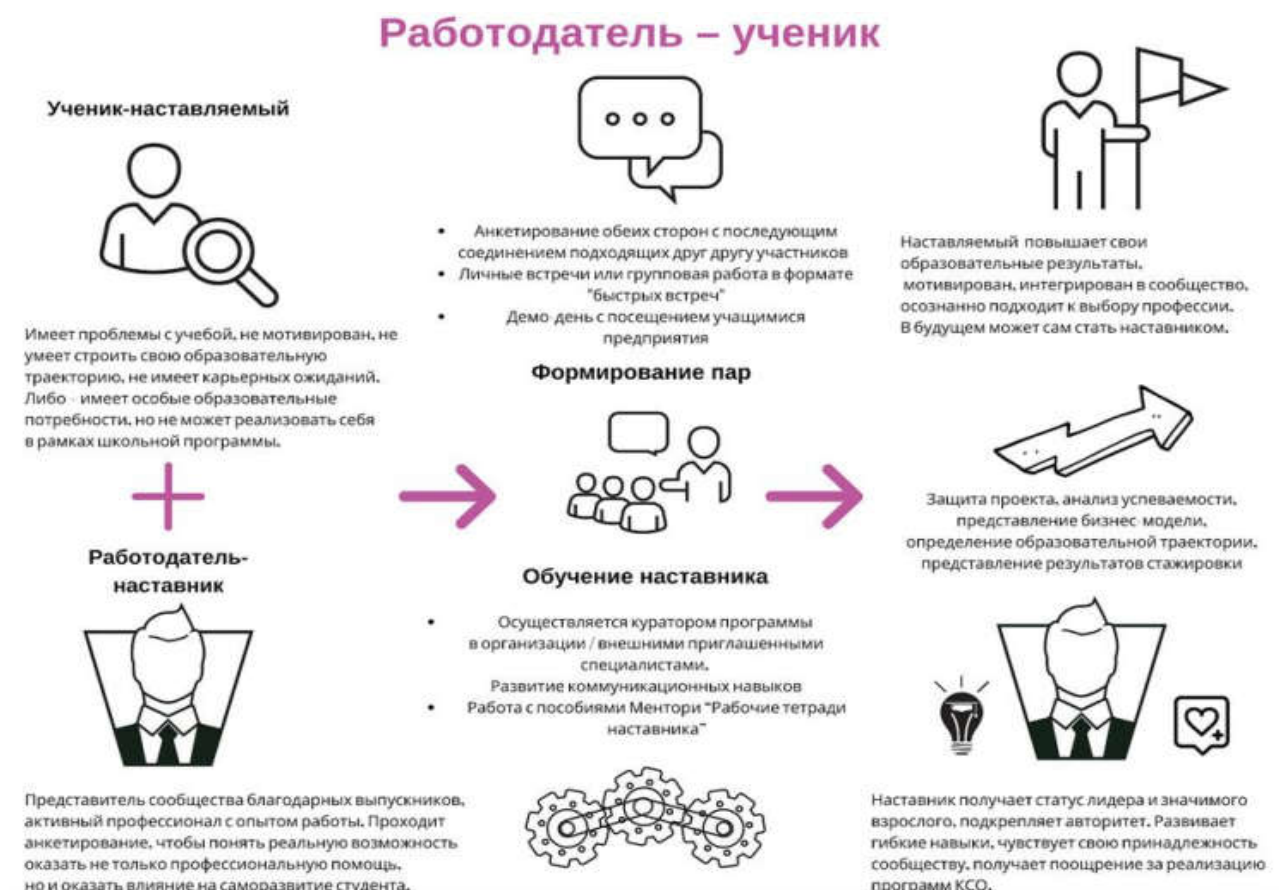 Работодатель – ученик
Ученик-наставляемый
Имеет проблемы с учебой, не мотивирован, не
умеет строить свою образовательную
траекторию, не имеет карьерных ожиданий.
Либо - имеет особые образовательные
потребности, но не может реализовать себя
в рамках школьной программы.
Работодатель-
наставник
Представитель сообщества благодарных выпускников,
активный профессионал с опытом работы. Проходит
анкетирование, чтобы понять реальную возможность
оказать не только профессиональную помощь,
но и оказать влияние на саморазвитие студента.
• Анкетирование обеих сторон с последующим
соединением подходящих друг другу участников
• Личные встречи или групповая работа в формате
"быстрых встреч"
• Демо-день с посещением учащимися
предприятия
Формирование пар
Обучение наставника
• Осуществляется куратором программы
в организации / внешними приглашенными
специалистами.
Развитие коммуникационных навыков
• Работа с пособиями Ментори "Рабочие тетради
наставника"
Наставляемый повышает свои
образовательные результаты,
мотивирован, интегрирован в сообщество,
осознанно подходит к выбору профессии.
В будущем может сам стать наставником.
Защита проекта, анализ успеваемости,
представление бизнес-модели,
определение образовательной траектории,
представление результатов стажировки
Наставник получает статус лидера и значимого
взрослого, подкрепляет авторитет. Развивает
гибкие навыки, чувствует свою принадлежность
сообществу, получает поощрение за реализацию
программ КСО.